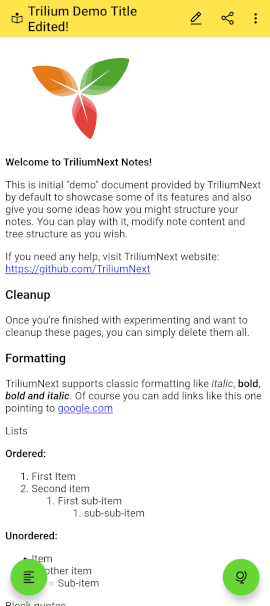 Trilium Demo Title
Edited!
Welcome to TriliumNext Notes!
This is initial "demo" document provided by TriliumNext
by default to showcase some of its features and also
give you some ideas how you might structure your
notes. You can play with it, modify note content and
tree structure as you wish.
If you need any help, visit TriliumNext website:
https://github.com/TriliumNext
Cleanup
Once you're finished with experimenting and want to
cleanup these pages, you can simply delete them all.
Formatting
TriliumNext supports classic formatting like italic, bold,
bold and italic. Of course you can add links like this one
pointing to google.com
Lists
Ordered:
1. First Item
2. Second item
1. First sub-item
1. sub-sub-item
Unordered:
Item
other item
Sub-item
Block quotes